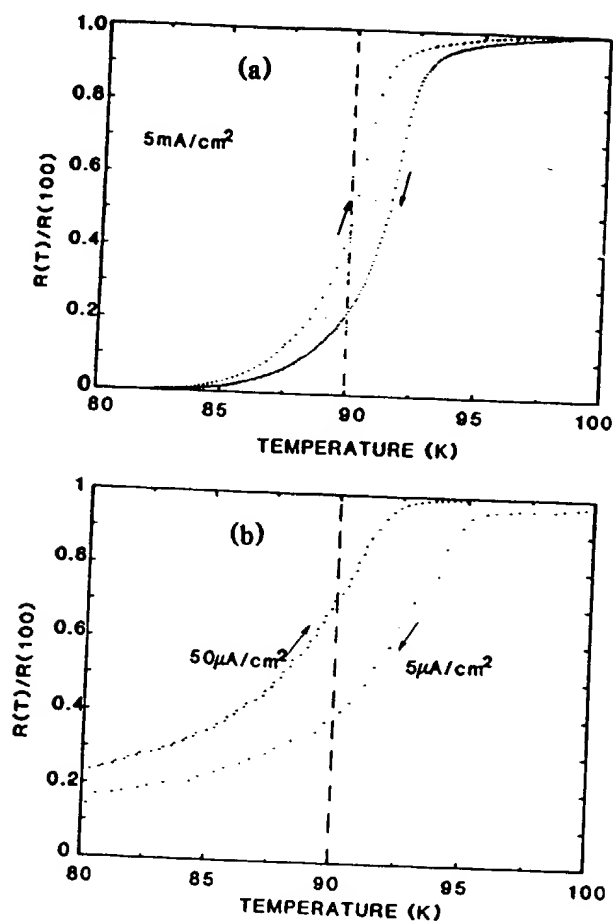 1.0
(a)
0.8
5mA/cm²
0.6
R(T)/R(100)
0.4
0.2
0
80 85 90 95 100
TEMPERATURE (K)
1
(b)
0.8
0.6
50μA/cm² 5μA/cm²
R(T)/R(100)
0.4
0.2
0
80 85 90 95 100
TEMPERATURE (K)